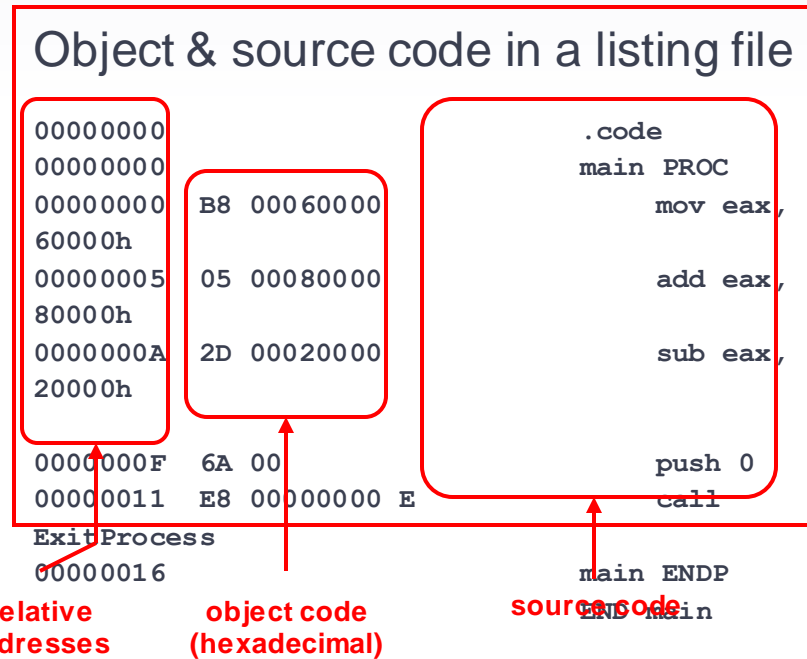 Object & source code in a listing file
00000000 .code
00000000 main PROC
00000000 B8 00060000 mov eax,
60000h
00000005 05 00080000 add eax,
80000h
0000000A 2D 00020000 sub eax,
20000h
0000000F 6A 00 push 0
00000011 E8 00000000 E call
ExitProcess
00000016 main ENDP
END main
elative object code source code
dresses (hexadecimal)